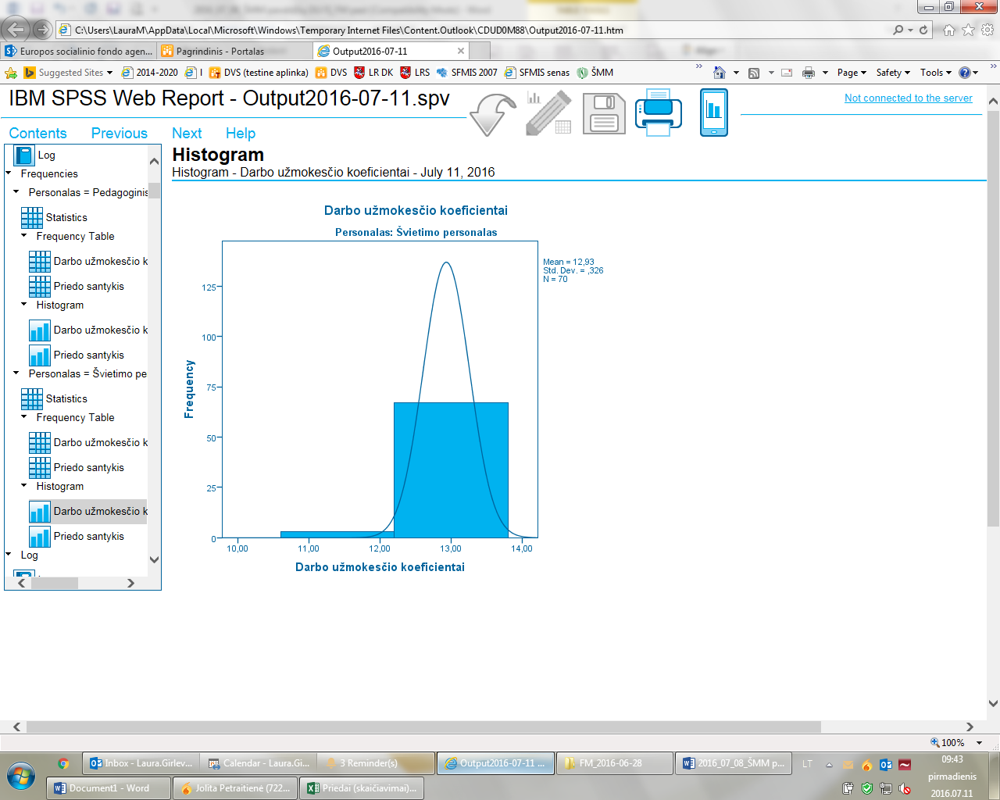 C:\Users\LauraM\AppData\Local\Microsoft\Windows\Temporary Internet Files\Content.Outlook\CDUD0M88\Output2016-07-11.htm
Europos socialinio fondo agen...
Pagrindinis - Portalas
Output2016-07-11
Suggested Sites
2014-2020
I
DVS (testine aplinka)
DVS
LR DK
LRS
SFMIS 2007
SFMIS senas
ŠMM
Page
Safety
Tools
IBM SPSS Web Report - Output2016-07-11.spv
Not connected to the server
Contents
Previous
Next
Help
Log
Frequencies
Personalas = Pedagoginis
Statistics
Frequency Table
Darbo užmokesčio k
Priedo santykis
Histogram
Darbo užmokesčio k
Priedo santykis
Personalas = Švietimo pe
Statistics
Frequency Table
Darbo užmokesčio k
Priedo santykis
Histogram
Darbo užmokesčio k
Priedo santykis
Log
Histogram
Histogram - Darbo užmokesčio koeficientai - July 11, 2016
Darbo užmokesčio koeficientai
Personalas: Švietimo personalas
Mean = 12,93
Std. Dev. = ,326
N = 70
Frequency
125
100
75
50
25
0
10,00
11,00
12,00
13,00
14,00
Darbo užmokesčio koeficientai
100%
Inbox - Laura.Girlev...
Calendar - Laura.Gi...
3 Reminder(s)
Output2016-07-11 ...
FM_2016-06-28
2016_07_08_ŠMM p...
LT
09:43
pirmadienis
2016.07.11
Document1 - Word
Jolita Petraitienė (722...
Priedai (skaičiavimai)...